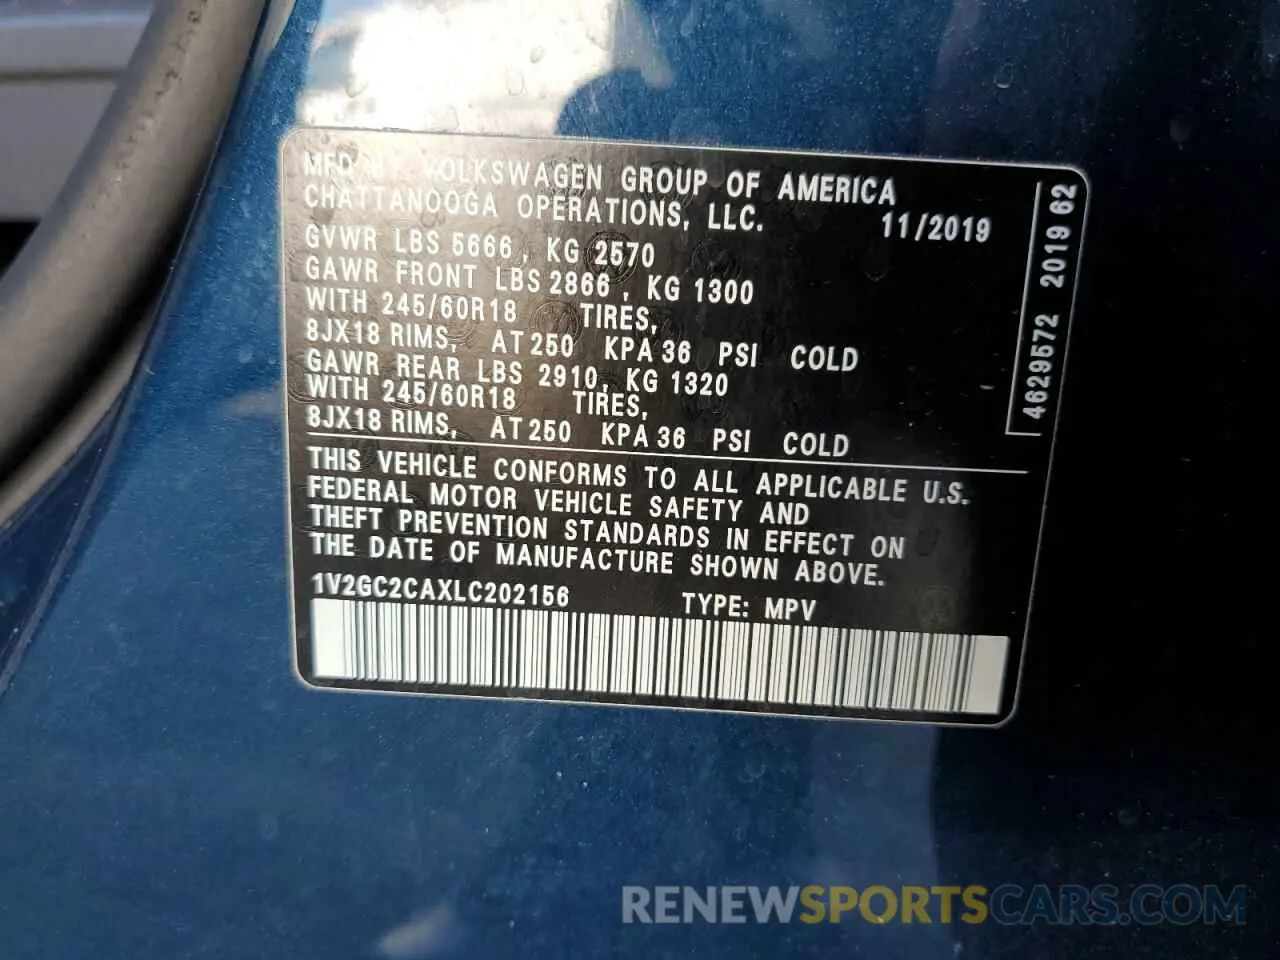 MFD BY VOLKSWAGEN GROUP OF AMERICA
CHATTANOOGA OPERATIONS, LLC. 11/2019
GVWR LBS 5666, KG 2570
GAWR FRONT LBS 2866, KG 1300
WITH 245/60R18 TIRES,
8JX18 RIMS, AT 250 KPA 36 PSI COLD
GAWR REAR LBS 2910, KG 1320
WITH 245/60R18 TIRES,
8JX18 RIMS, AT 250 KPA 36 PSI COLD
THIS VEHICLE CONFORMS TO ALL APPLICABLE U.S.
FEDERAL MOTOR VEHICLE SAFETY AND
THEFT PREVENTION STANDARDS IN EFFECT ON
THE DATE OF MANUFACTURE SHOWN ABOVE.
1V2GC2CAXLC202156 TYPE: MPV
4629572 2019 62
RENEWSPORTSCARS.COM